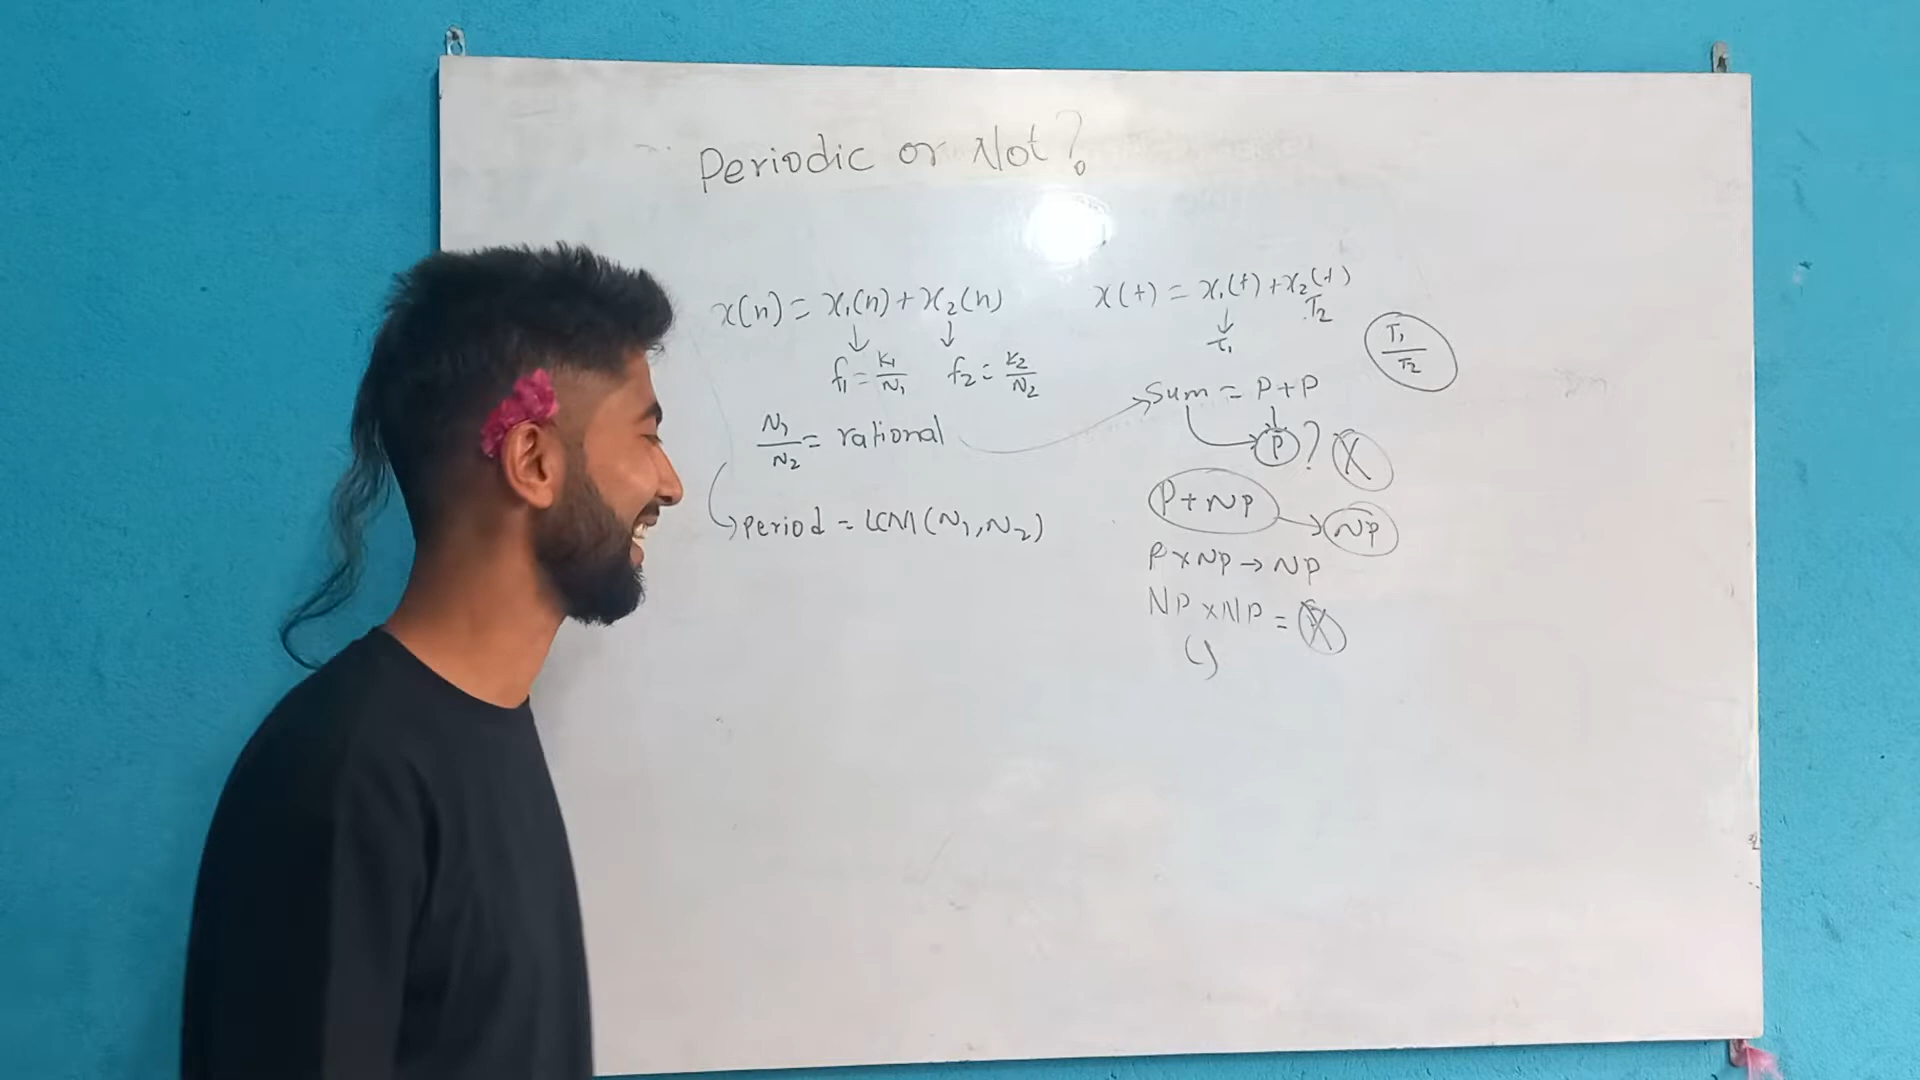 Periodic or Not?
x(n) = x₁(n) + x₂(n)
f₁ = K₁/N₁ f₂ = K₂/N₂
N₁/N₂ = rational
Period = LCM(N₁, N₂)
x(t) = x₁(t) + x₂(t)
T₁ T₂
T₁/T₂
Sum = P + P
P ? X
P + NP → NP
P × NP → NP
NP × NP =